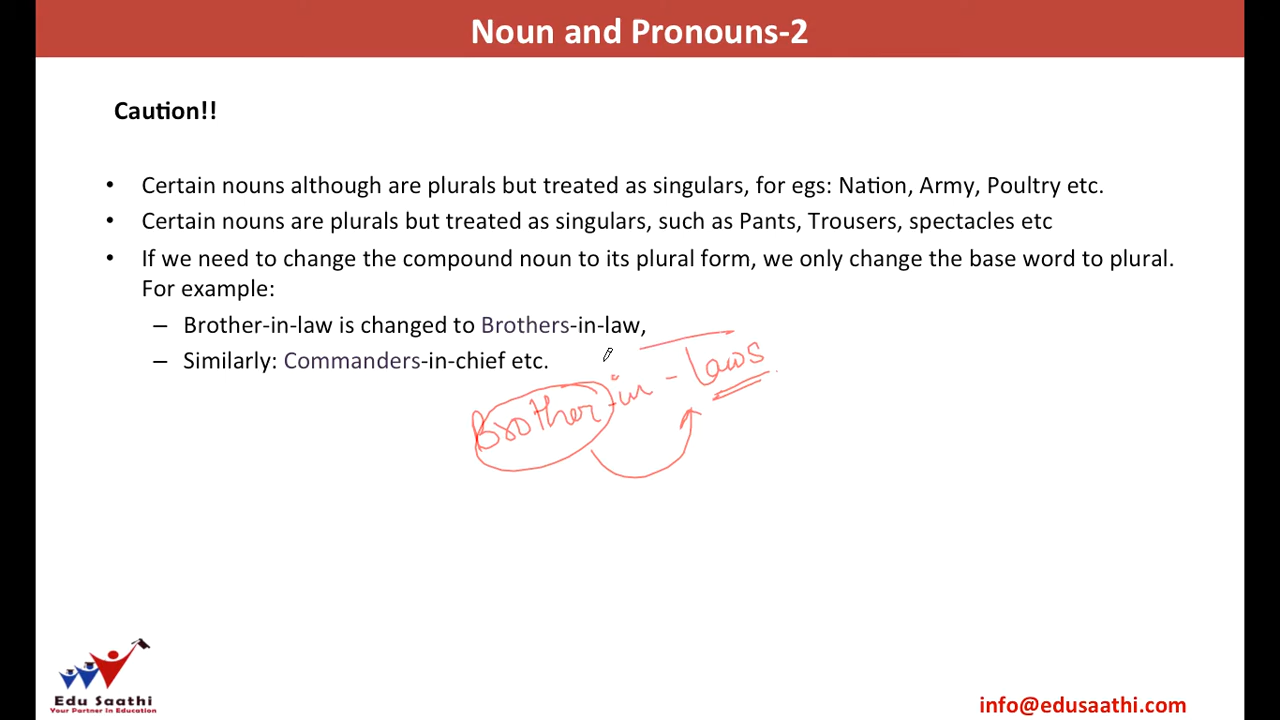 Noun and Pronouns-2
Caution!!
• Certain nouns although are plurals but treated as singulars, for egs: Nation, Army, Poultry etc.
• Certain nouns are plurals but treated as singulars, such as Pants, Trousers, spectacles etc
• If we need to change the compound noun to its plural form, we only change the base word to plural.
For example:
– Brother-in-law is changed to Brothers-in-law,
– Similarly: Commanders-in-chief etc.
Brother-in-laws
Edu Saathi
Your Partner In Education
info@edusaathi.com